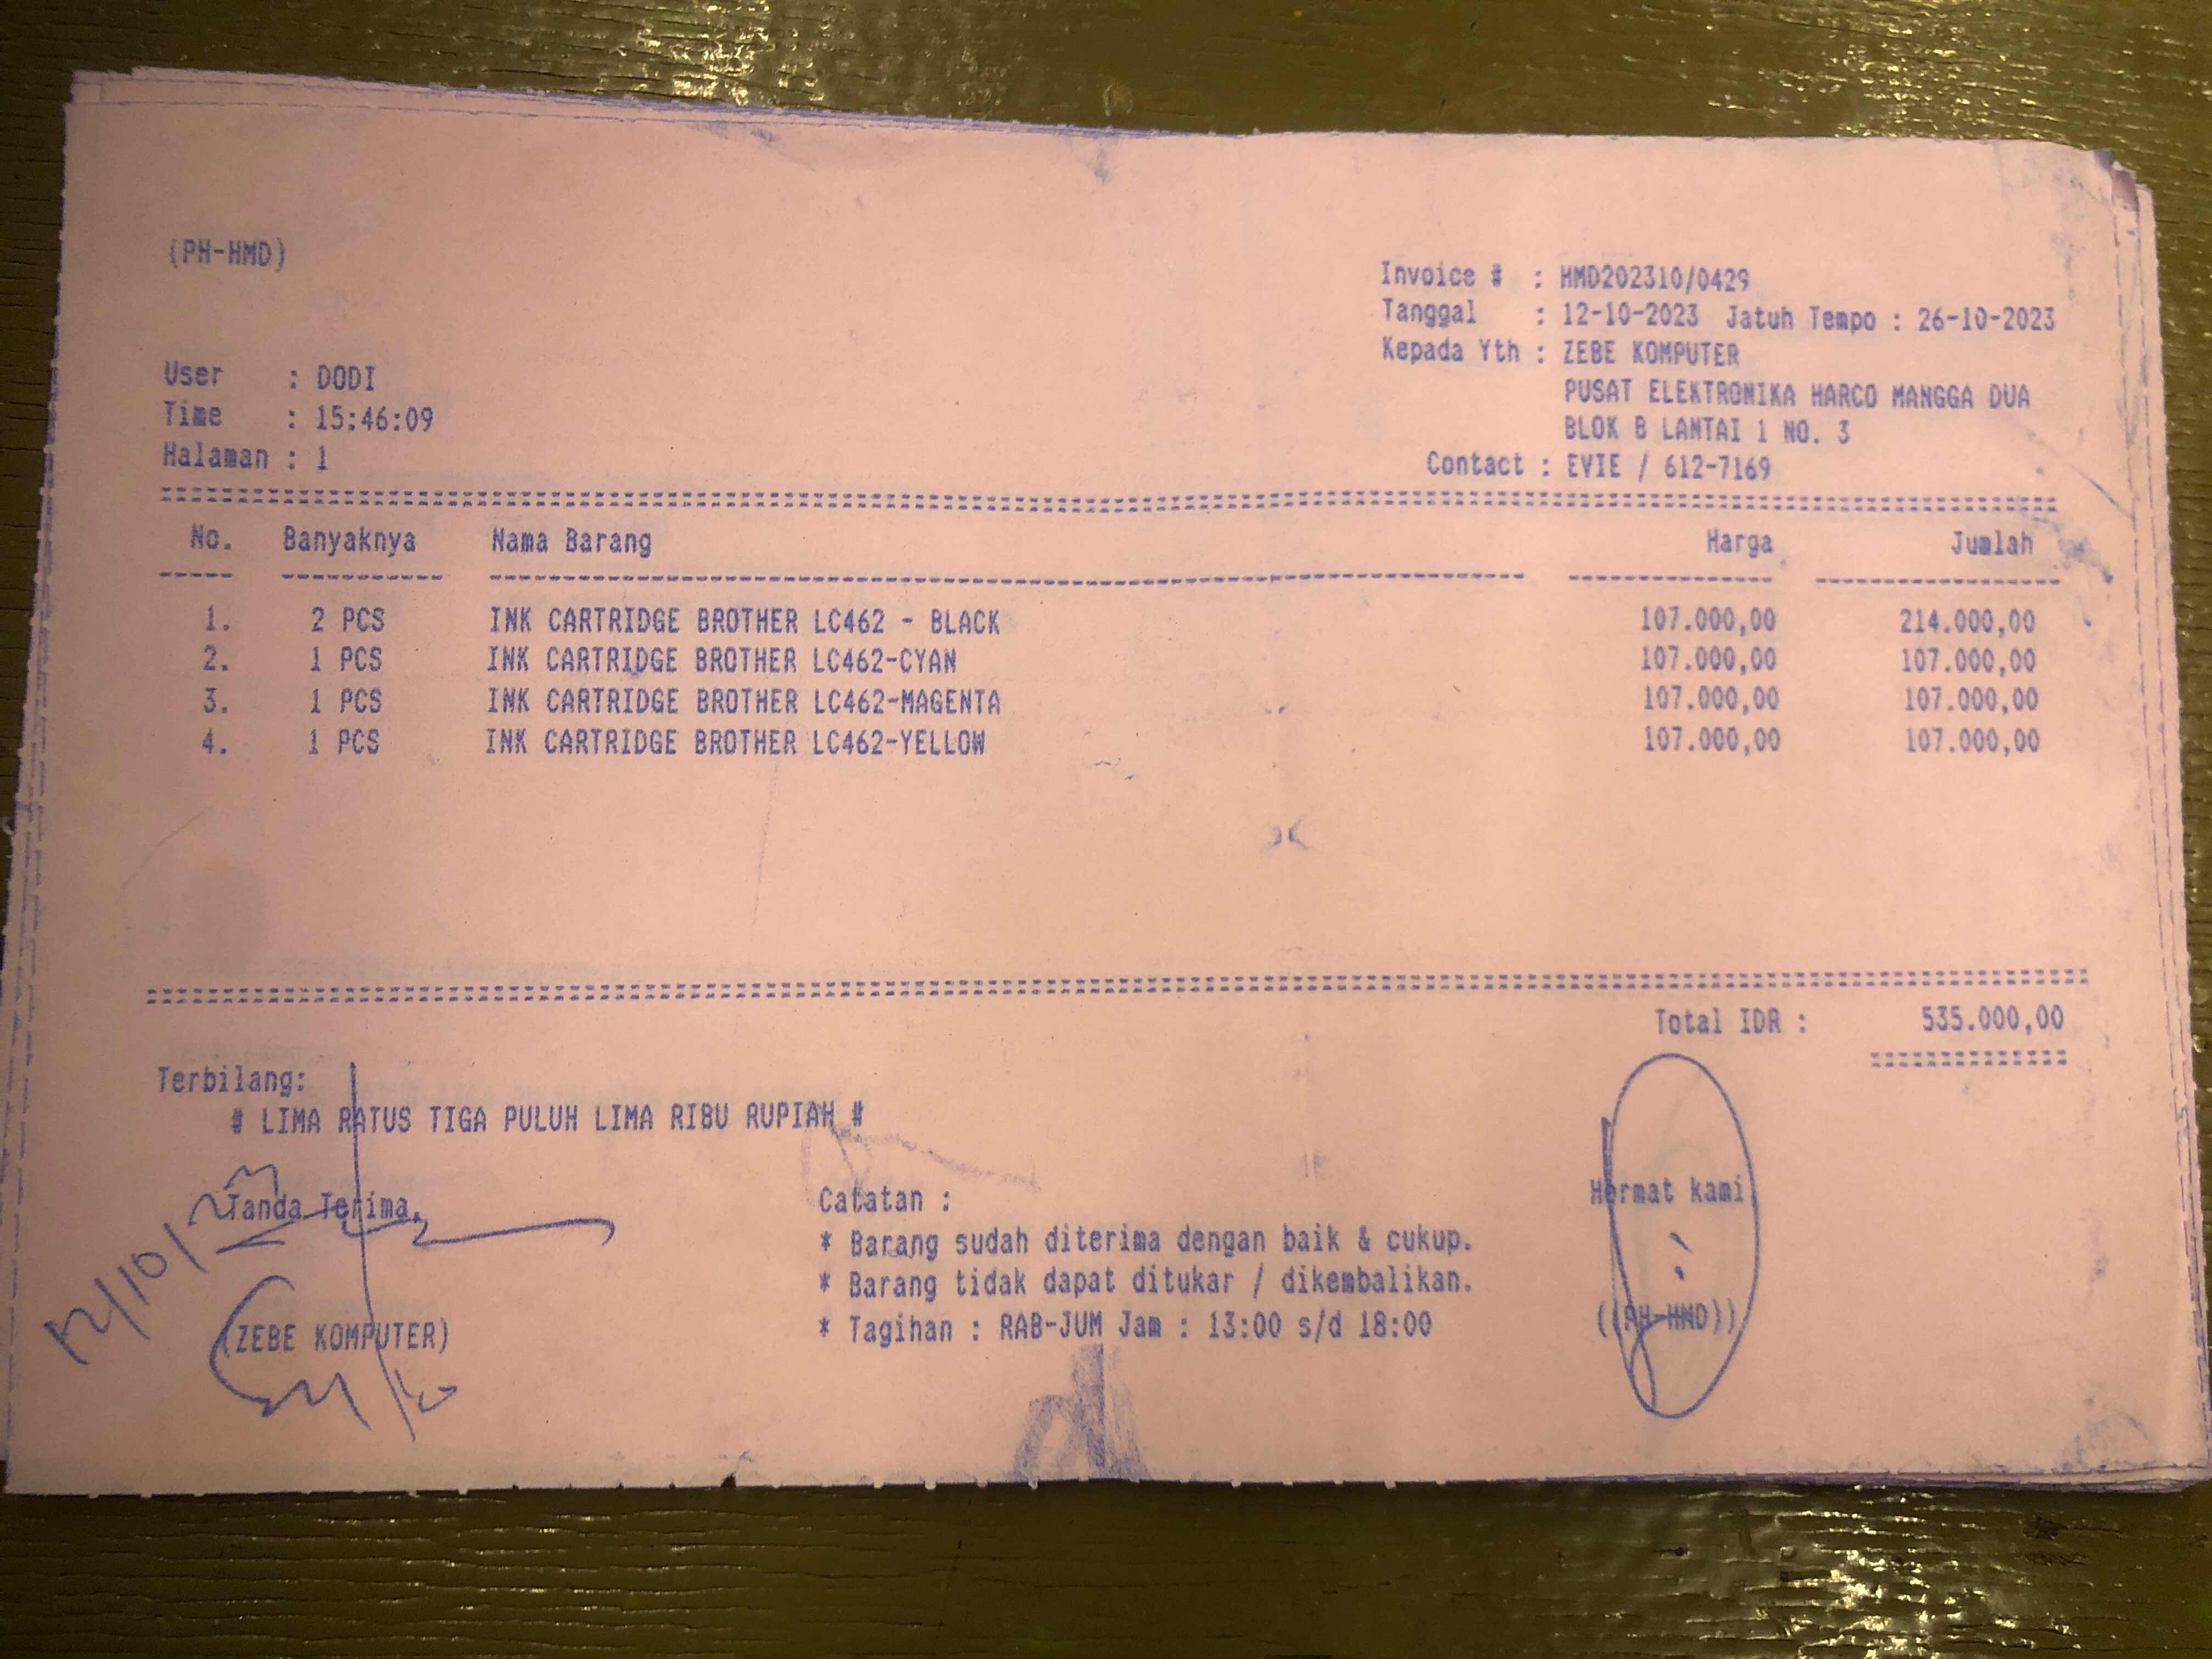 (PH-HMD)
Invoice # : HMD202310/0429
Tanggal : 12-10-2023 Jatuh Tempo : 26-10-2023
Kepada Yth : ZEBE KOMPUTER
PUSAT ELEKTRONIKA HARCO MANGGA DUA
BLOK B LANTAI 1 NO. 3
Contact : EVIE / 612-7169
User : DODI
Time : 15:46:09
Halaman : 1
No. Banyaknya Nama Barang Harga Jumlah
1. 2 PCS INK CARTRIDGE BROTHER LC462 - BLACK 107.000,00 214.000,00
2. 1 PCS INK CARTRIDGE BROTHER LC462-CYAN 107.000,00 107.000,00
3. 1 PCS INK CARTRIDGE BROTHER LC462-MAGENTA 107.000,00 107.000,00
4. 1 PCS INK CARTRIDGE BROTHER LC462-YELLOW 107.000,00 107.000,00
Total IDR : 535.000,00
Terbilang:
# LIMA RATUS TIGA PULUH LIMA RIBU RUPIAH #
Tanda Terima,
12/10/23
(ZEBE KOMPUTER)
Catatan :
* Barang sudah diterima dengan baik & cukup.
* Barang tidak dapat ditukar / dikembalikan.
* Tagihan : RAB-JUM Jam : 13:00 s/d 18:00
Hormat kami
((PH-HMD))